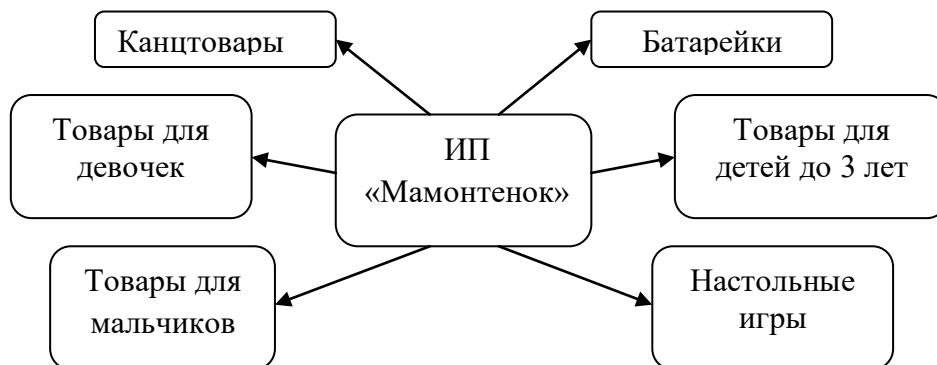 Канцтовары
Батарейки
Товары для
девочек
ИП
«Мамонтенок»
Товары для
детей до 3 лет
Товары для
мальчиков
Настольные
игры